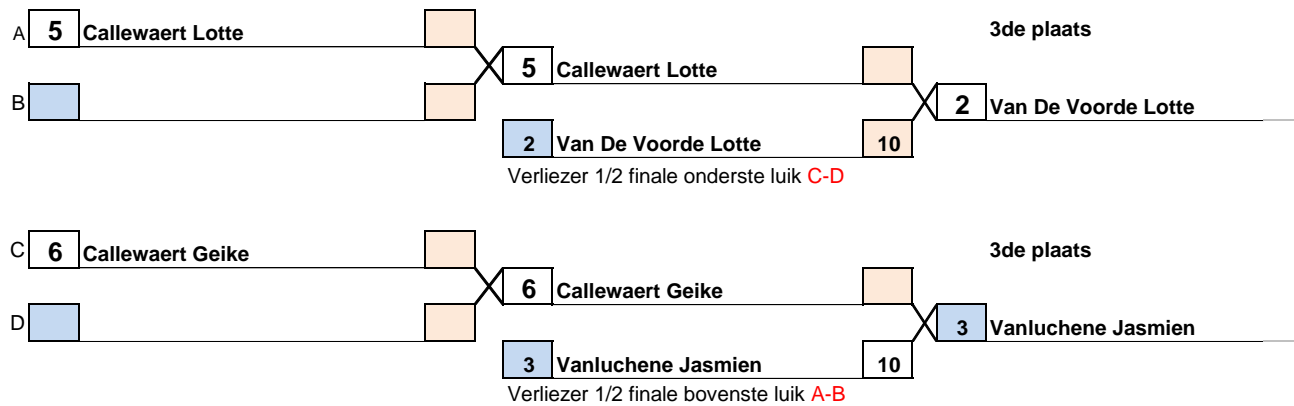 A 5 Callewaert Lotte 3de plaats
5 Callewaert Lotte
B 2 Van De Voorde Lotte
2 Van De Voorde Lotte 10
Verliezer 1/2 finale onderste luik C-D
C 6 Callewaert Geike 3de plaats
6 Callewaert Geike
D 3 Vanluchene Jasmien
3 Vanluchene Jasmien 10
Verliezer 1/2 finale bovenste luik A-B